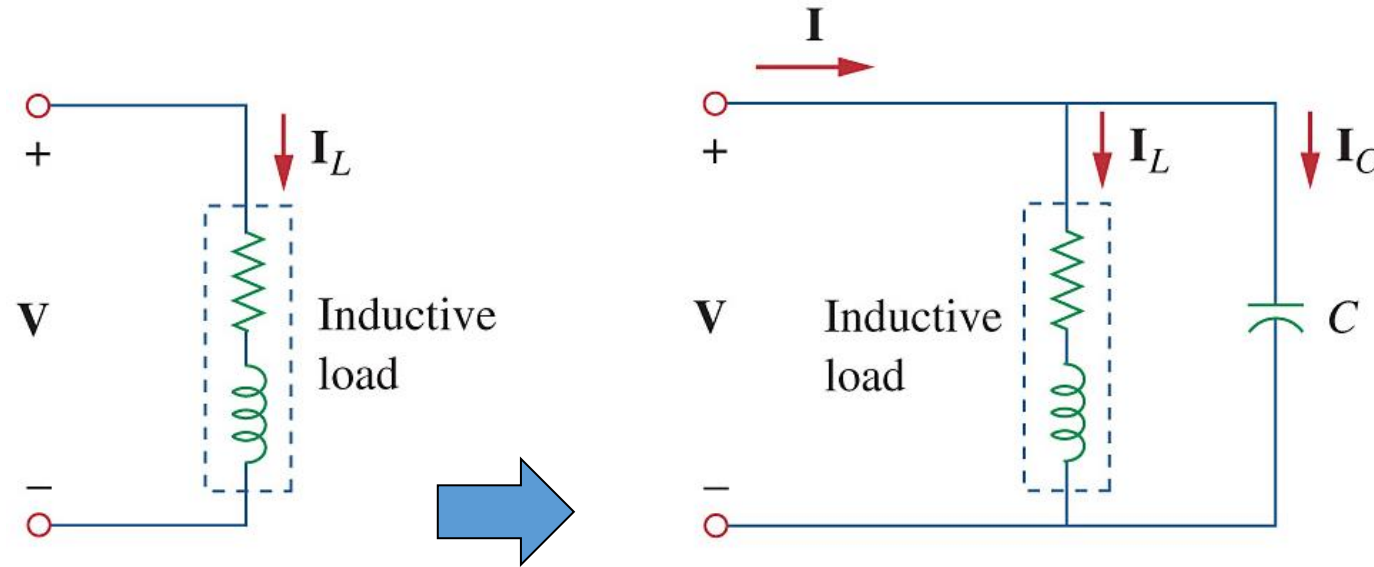 +
I_L
V
Inductive
load
−
I
+
I_L
I_C
V
Inductive
load
C
−